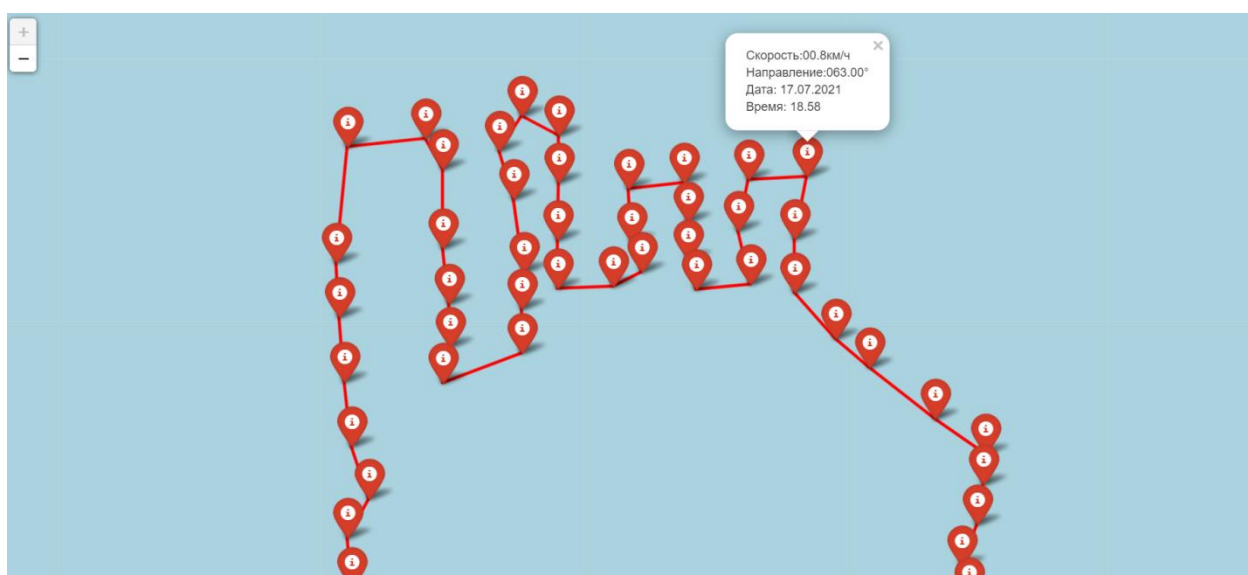 +
−
×
Скорость:00.8км/ч
Направление:063.00°
Дата: 17.07.2021
Время: 18.58